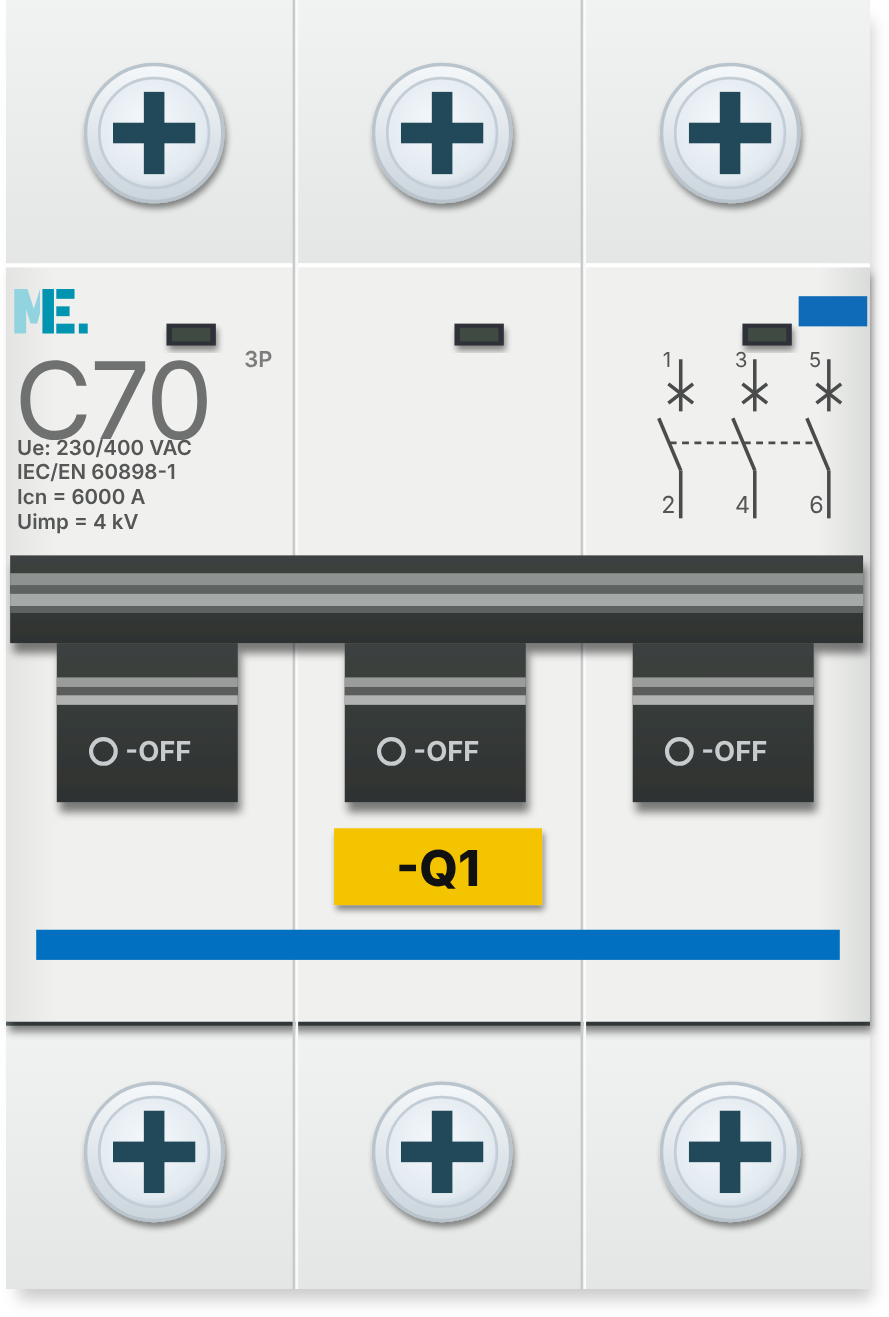 ME.
C70
3P
Ue: 230/400 VAC
IEC/EN 60898-1
Icn = 6000 A
Uimp = 4 kV
1 3 5
2 4 6
-OFF -OFF -OFF
-Q1